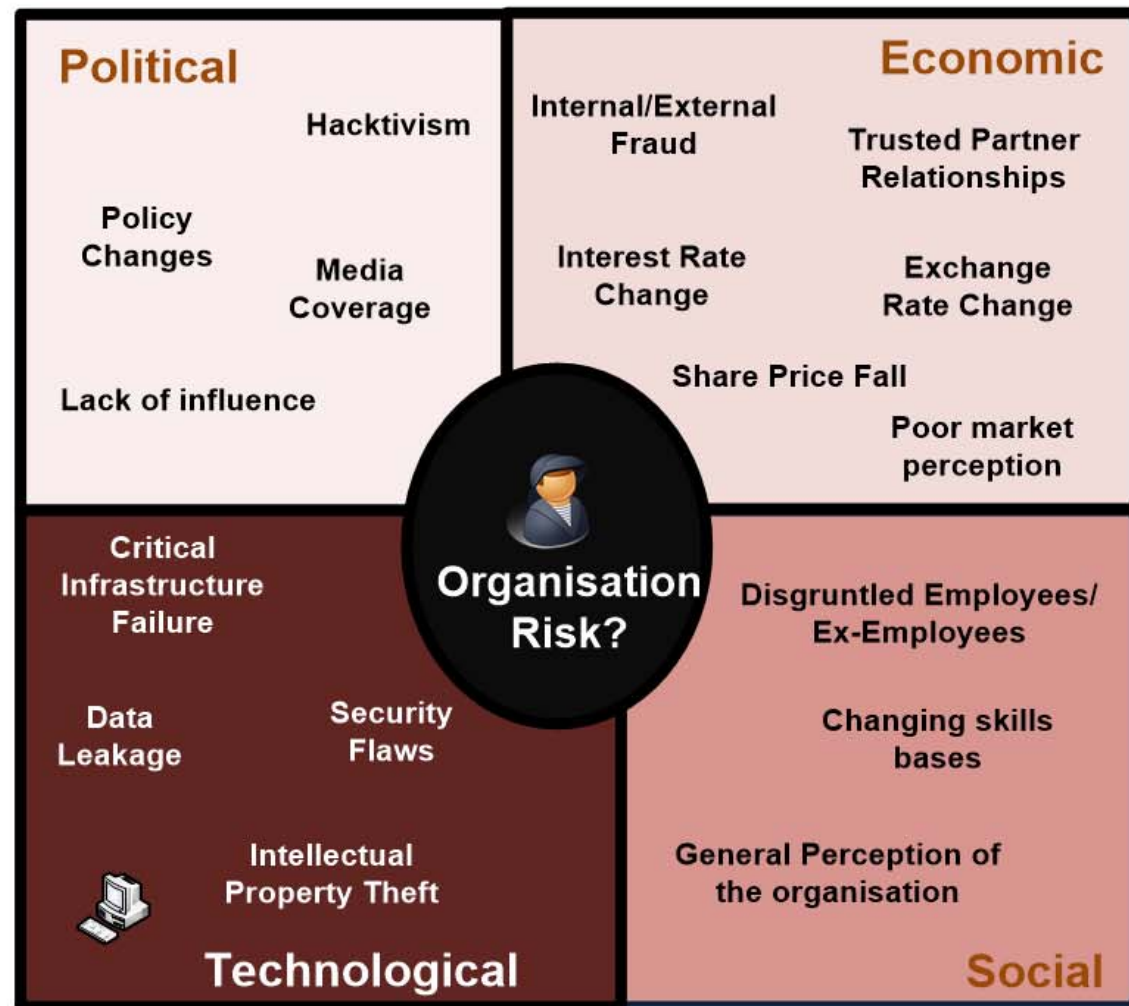 Political
Hacktivism
Policy
Changes
Media
Coverage
Lack of influence
Economic
Internal/External
Fraud
Trusted Partner
Relationships
Interest Rate
Change
Exchange
Rate Change
Share Price Fall
Poor market
perception
Organisation
Risk?
Critical
Infrastructure
Failure
Data
Leakage
Security
Flaws
Intellectual
Property Theft
Technological
Disgruntled Employees/
Ex-Employees
Changing skills
bases
General Perception of
the organisation
Social